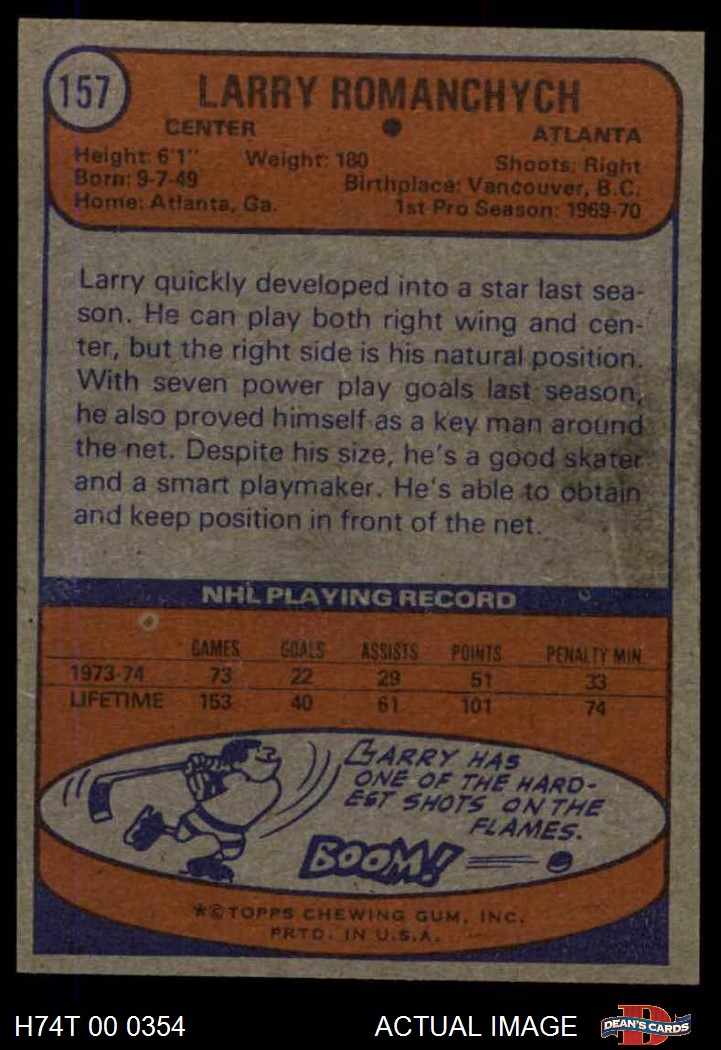 157
LARRY ROMANCHYCH
CENTER ● ATLANTA
Height: 6'1" Weight: 180 Shoots: Right
Born: 9-7-49 Birthplace: Vancouver, B.C.
Home: Atlanta, Ga. 1st Pro Season: 1969-70
Larry quickly developed into a star last sea-
son. He can play both right wing and cen-
ter, but the right side is his natural position.
With seven power play goals last season,
he also proved himself as a key man around
the net. Despite his size, he's a good skater
and a smart playmaker. He's able to obtain
and keep position in front of the net.
NHL PLAYING RECORD
GAMES GOALS ASSISTS POINTS PENALTY MIN.
1973-74 73 22 29 51 33
LIFETIME 153 40 61 101 74
LARRY HAS
ONE OF THE HARD-
EST SHOTS ON THE
FLAMES.
BOOM!
*©TOPPS CHEWING GUM, INC.
PRTD. IN U.S.A.
H74T 00 0354 ACTUAL IMAGE DEAN'S CARDS